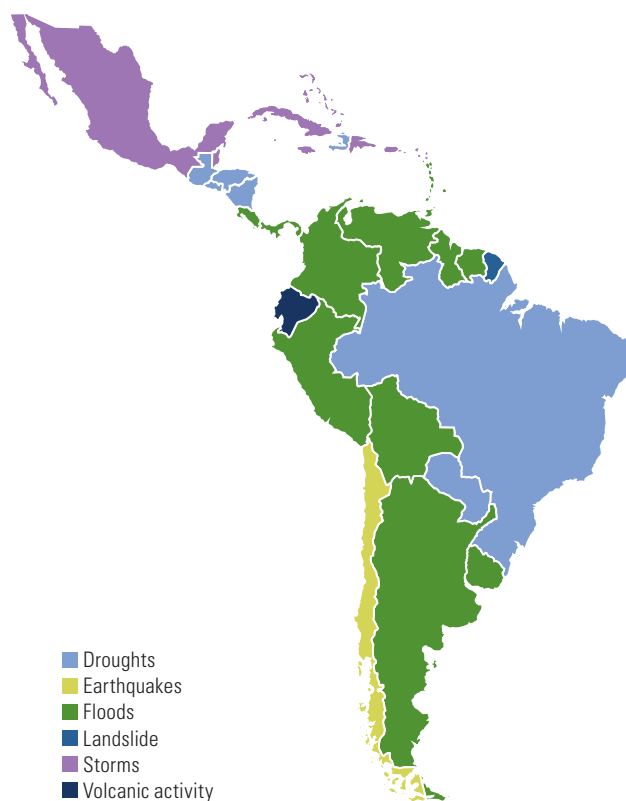 Droughts
Earthquakes
Floods
Landslide
Storms
Volcanic activity